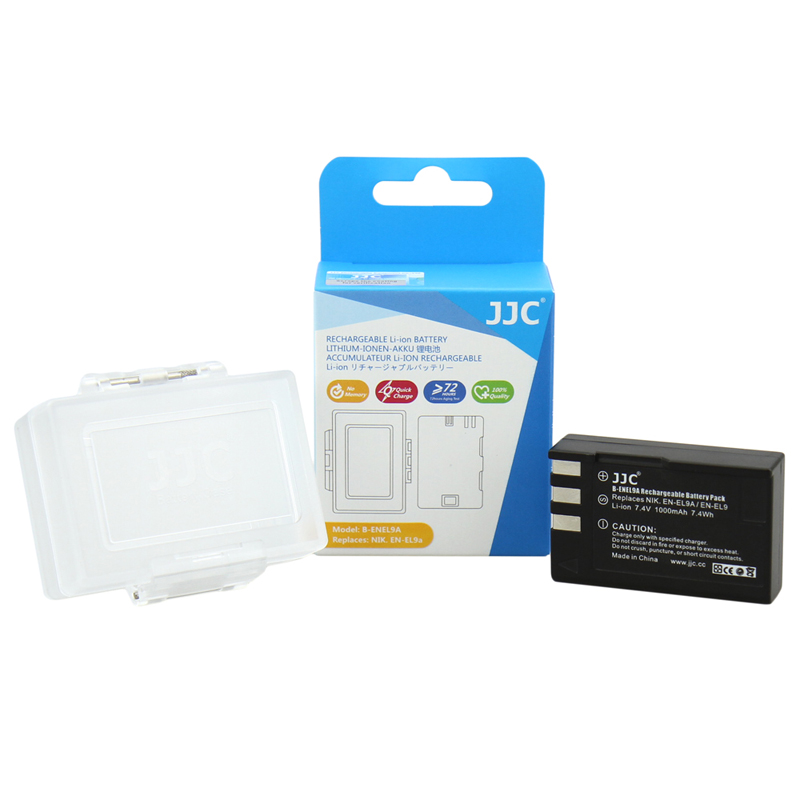 JJC
JJC®
RECHARGEABLE Li-ion BATTERY
LITHIUM-IONEN-AKKU 锂电池
ACCUMULATEUR Li-ION RECHARGEABLE
Li-ion リチャージャブルバッテリー
No Memory
Quick Charge
≥72 HOURS
100% Quality
Model: B-ENEL9A
Replaces: NIK. EN-EL9a
JJC
JJC®
B-ENEL9A Rechargeable Battery Pack
Replaces NIK. EN-EL9A / EN-EL9
Li-ion 7.4V 1000mAh 7.4Wh
CAUTION:
Charge only with specified charger.
Do not discard in fire or expose to excess heat.
Do not crush, puncture, or short circuit contacts.
Made in China
www.jjc.cc